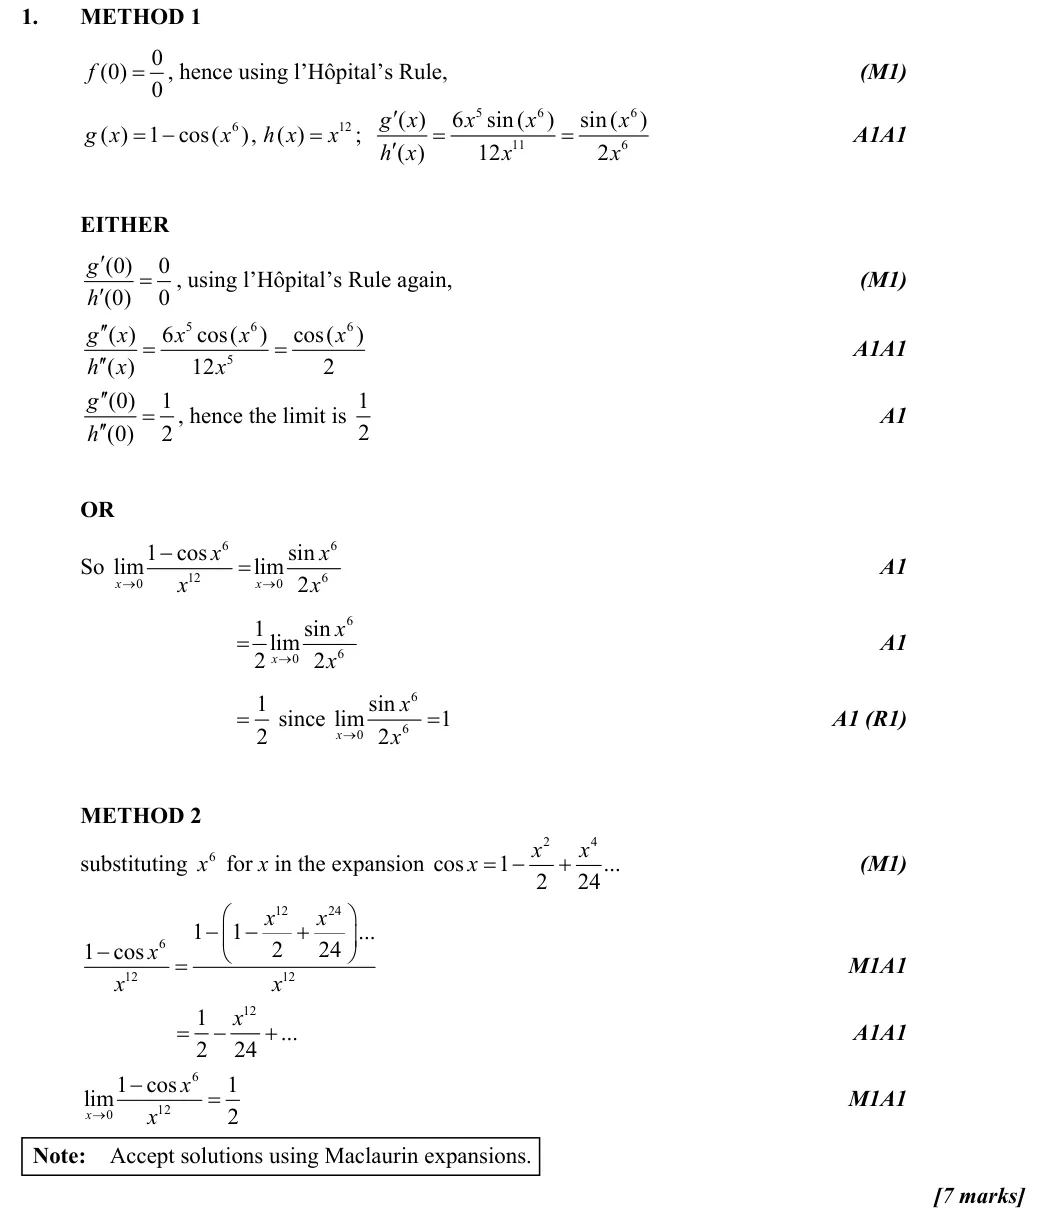 1. METHOD 1
f(0) = 0/0, hence using l'Hôpital's Rule, (M1)
g(x) = 1 − cos(x⁶), h(x) = x¹²; g′(x)/h′(x) = 6x⁵ sin(x⁶)/12x¹¹ = sin(x⁶)/2x⁶ A1A1
EITHER
g′(0)/h′(0) = 0/0, using l'Hôpital's Rule again, (M1)
g″(x)/h″(x) = 6x⁵ cos(x⁶)/12x⁵ = cos(x⁶)/2 A1A1
g″(0)/h″(0) = 1/2, hence the limit is 1/2 A1
OR
So lim x→0 1 − cos x⁶/x¹² = lim x→0 sin x⁶/2x⁶ A1
= 1/2 lim x→0 sin x⁶/2x⁶ A1
= 1/2 since lim x→0 sin x⁶/2x⁶ = 1 A1 (R1)
METHOD 2
substituting x⁶ for x in the expansion cos x = 1 − x²/2 + x⁴/24 ... (M1)
1 − cos x⁶/x¹² = 1 − (1 − x¹²/2 + x²⁴/24).../x¹² M1A1
= 1/2 − x¹²/24 + ... A1A1
lim x→0 1 − cos x⁶/x¹² = 1/2 M1A1
Note: Accept solutions using Maclaurin expansions.
[7 marks]